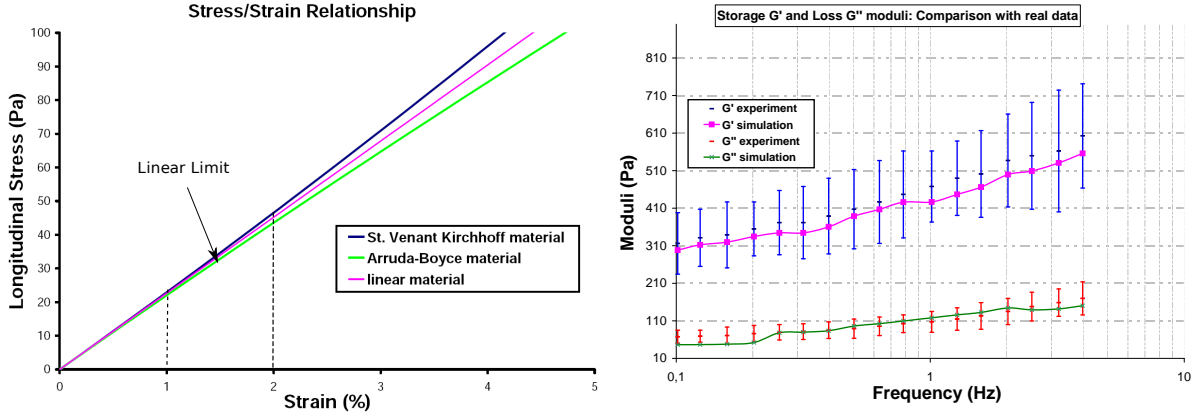 Stress/Strain Relationship
Longitudinal Stress (Pa)
100
90
80
70
60
50
40
30
20
10
0
Linear Limit
St. Venant Kirchhoff material
Arruda-Boyce material
linear material
0 1 2 3 4 5
Strain (%)
Storage G' and Loss G" moduli: Comparison with real data
Moduli (Pa)
810
710
610
510
410
310
210
110
10
G' experiment
G' simulation
G" experiment
G" simulation
0,1 1 10
Frequency (Hz)